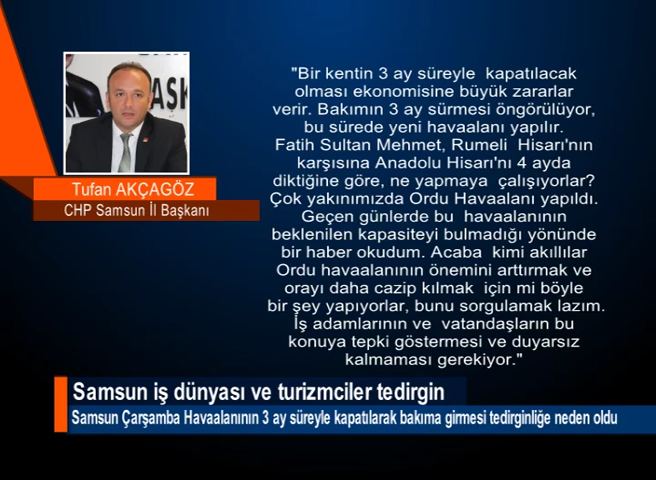 AŞK
Tufan AKÇAGÖZ
CHP Samsun İl Başkanı
"Bir kentin 3 ay süreyle kapatılacak
olması ekonomisine büyük zararlar
verir. Bakımın 3 ay sürmesi öngörülüyor,
bu sürede yeni havaalanı yapılır.
Fatih Sultan Mehmet, Rumeli Hisarı'nın
karşısına Anadolu Hisarı'nı 4 ayda
diktiğine göre, ne yapmaya çalışıyorlar?
Çok yakınımızda Ordu Havaalanı yapıldı.
Geçen günlerde bu havaalanının
beklenilen kapasiteyi bulmadığı yönünde
bir haber okudum. Acaba kimi akıllılar
Ordu havaalanının önemini arttırmak ve
orayı daha cazip kılmak için mi böyle
bir şey yapıyorlar, bunu sorgulamak lazım.
İş adamlarının ve vatandaşların bu
konuya tepki göstermesi ve duyarsız
kalmaması gerekiyor."
Samsun iş dünyası ve turizmciler tedirgin
Samsun Çarşamba Havaalanının 3 ay süreyle kapatılarak bakıma girmesi tedirginliğe neden oldu